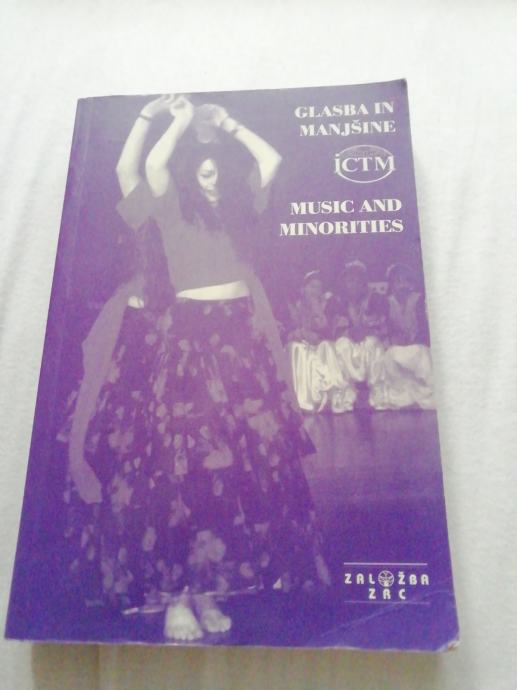 GLASBA IN
MANJŠINE
iCTM
MUSIC AND
MINORITIES
ZALOŽBA
ZRC